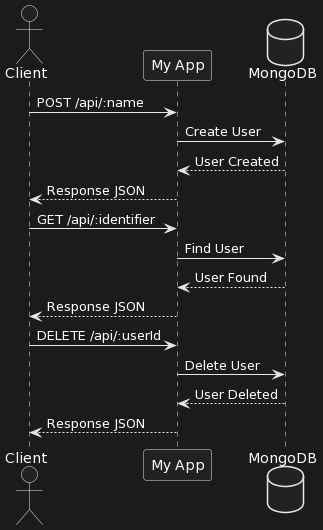 Client
My App
MongoDB
POST /api/:name
Create User
User Created
Response JSON
GET /api/:identifier
Find User
User Found
Response JSON
DELETE /api/:userId
Delete User
User Deleted
Response JSON
Client
My App
MongoDB